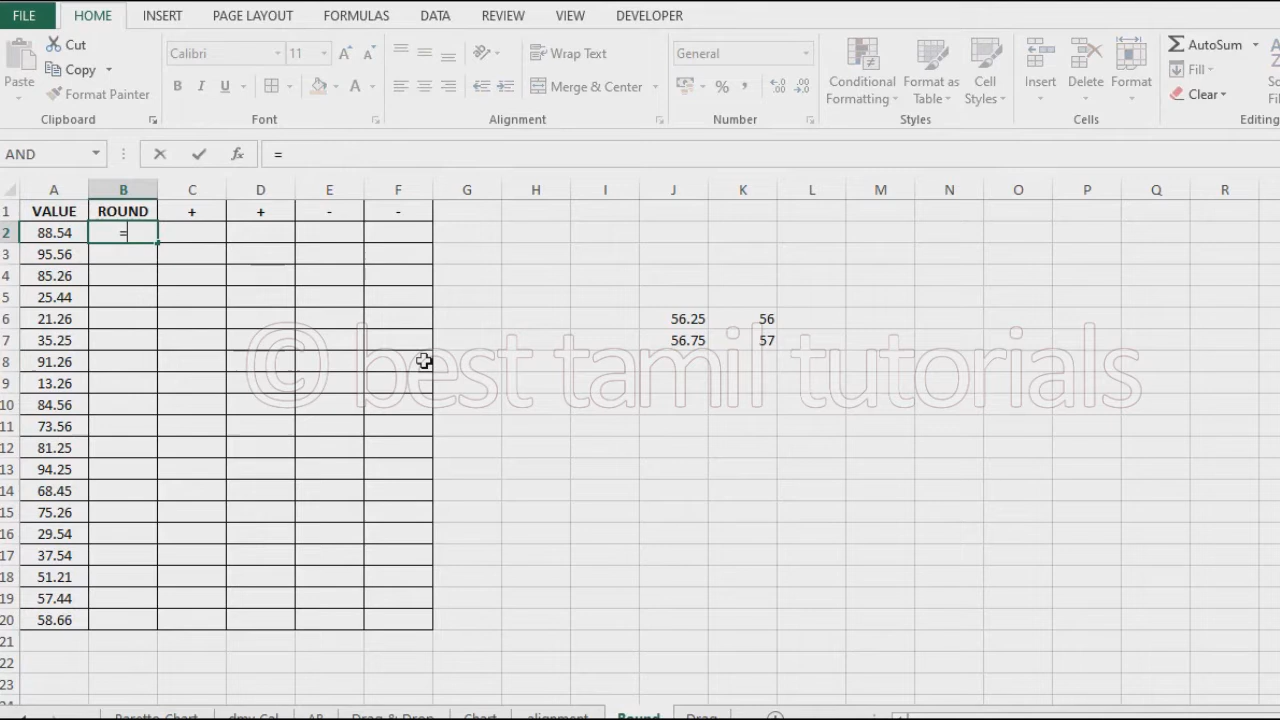 FILE HOME INSERT PAGE LAYOUT FORMULAS DATA REVIEW VIEW DEVELOPER
Cut
Copy
Format Painter
Paste
Clipboard
Calibri 11
B I U A
Font
Wrap Text
Merge & Center
Alignment
General
% ,
Number
Conditional Formatting
Format as Table
Cell Styles
Styles
Insert Delete Format
Cells
AutoSum
Fill
Clear
Editing
AND fx =
A B C D E F G H I J K L M N O P Q R
1 VALUE ROUND + + - -
2 88.54 =
3 95.56
4 85.26
5 25.44
6 21.26 56.25 56
7 35.25 56.75 57
8 91.26
9 13.26
10 84.56
11 73.56
12 81.25
13 94.25
14 68.45
15 75.26
16 29.54
17 37.54
18 51.21
19 57.44
20 58.66
21
22
23
© best tamil tutorials
Paretto Chart Drag & Drop Chart alignment Round Drag